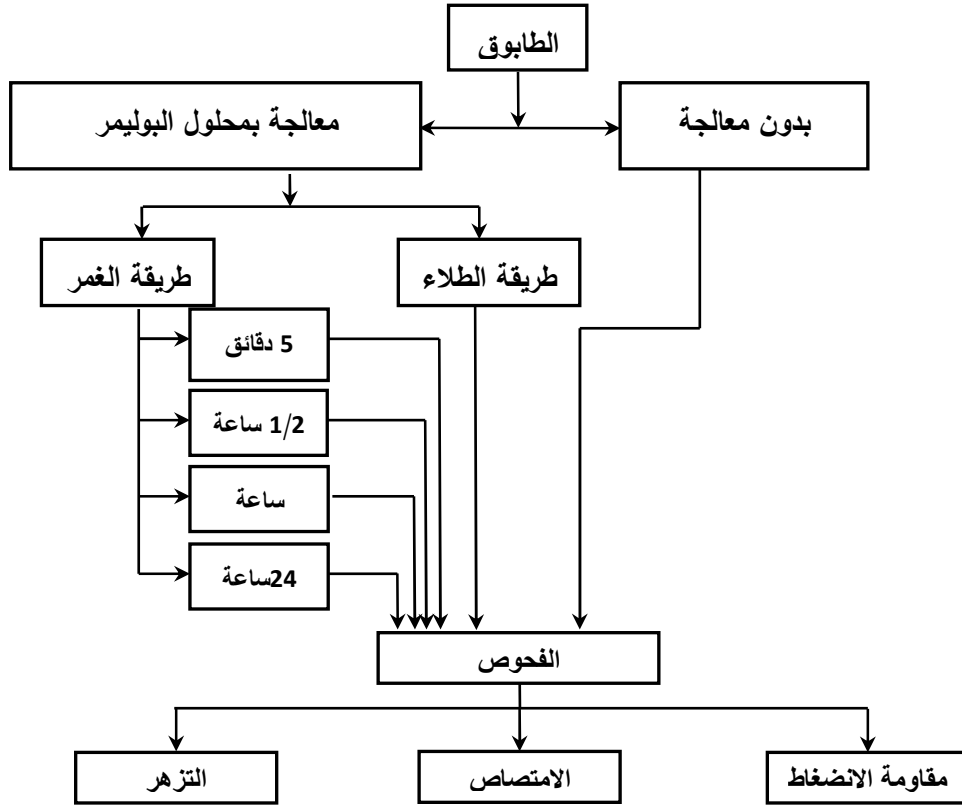 الطابوق
بدون معالجة
معالجة بمحلول البوليمر
طريقة الطلاء
طريقة الغمر
5 دقائق
1/2 ساعة
ساعة
24ساعة
الفحوص
مقاومة الانضغاط
الامتصاص
التزهر